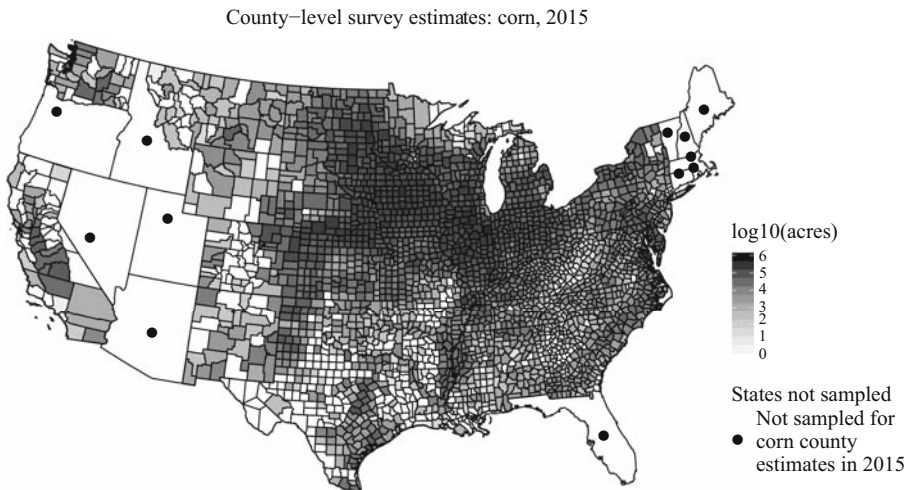 County−level survey estimates: corn, 2015
log10(acres)
6
5
4
3
2
1
0
States not sampled
Not sampled for
corn county
estimates in 2015